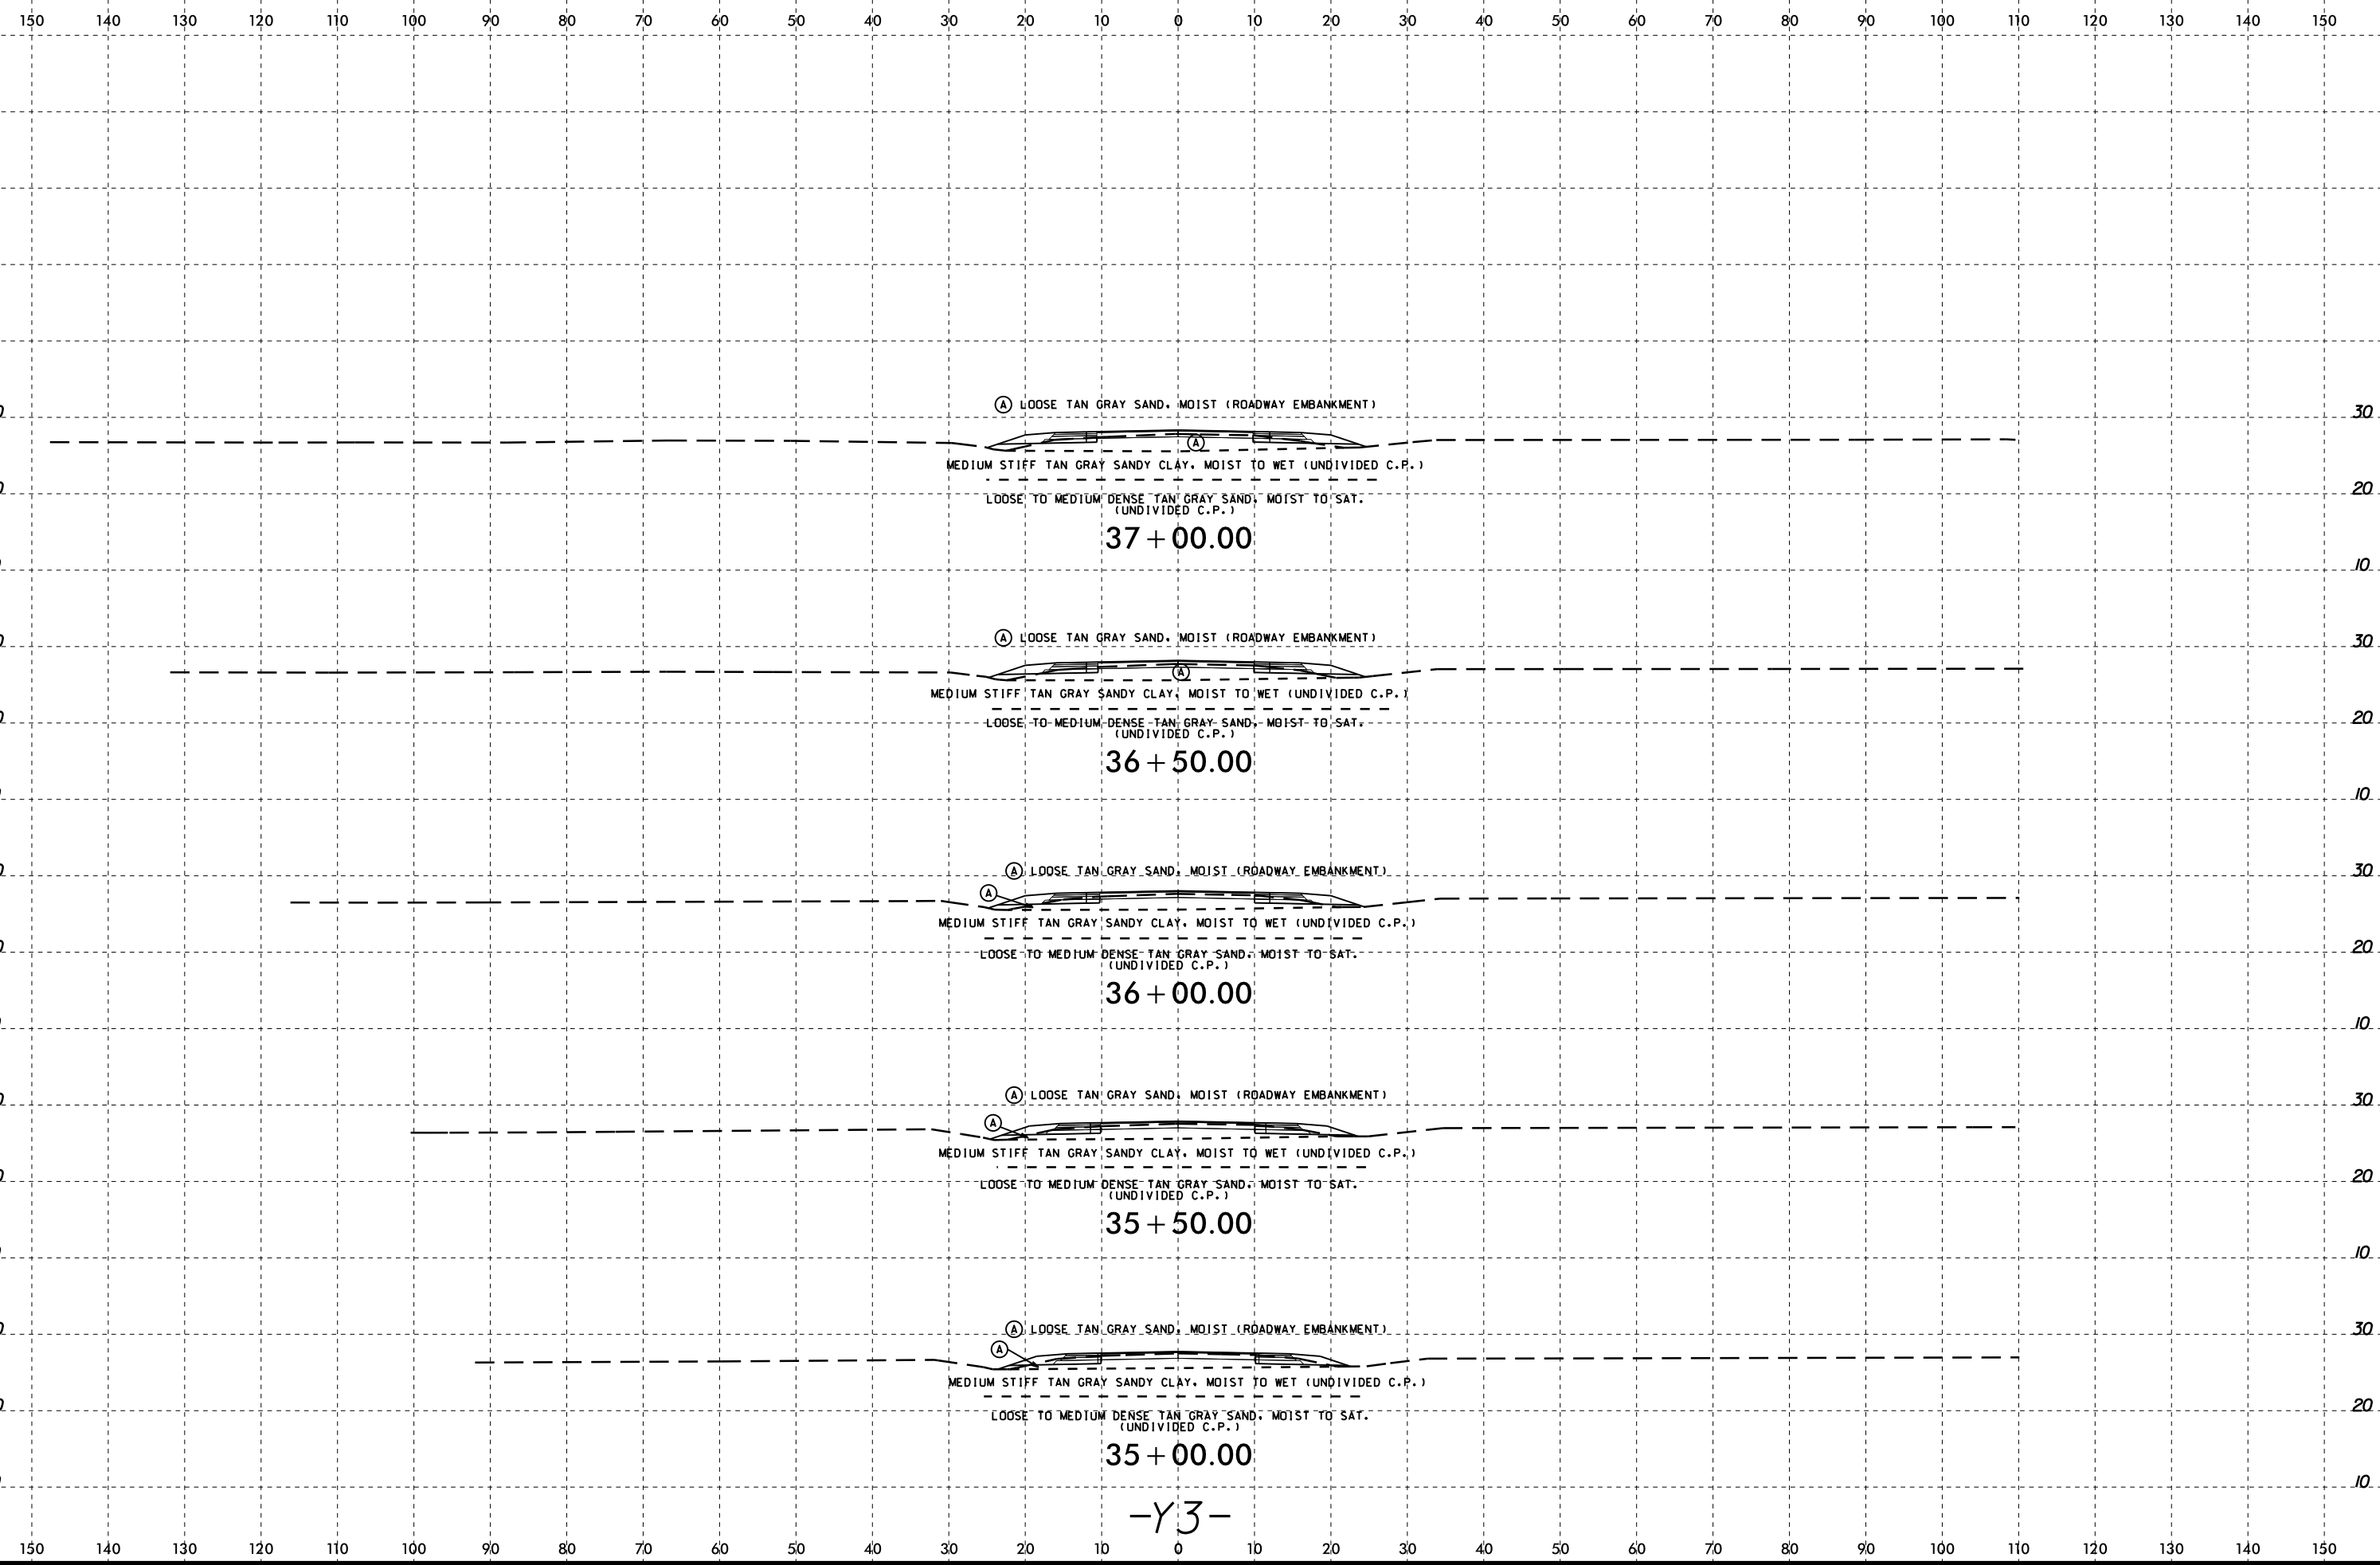 150 140 130 120 110 100 90 80 70 60 50 40 30 20 10 0 10 20 30 40 50 60 70 80 90 100 110 120 130 140 150
Ⓐ LOOSE TAN GRAY SAND, MOIST (ROADWAY EMBANKMENT)
30
A
MEDIUM STIFF TAN GRAY SANDY CLAY, MOIST TO WET (UNDIVIDED C.P.)
20
LOOSE TO MEDIUM DENSE TAN GRAY SAND, MOIST TO SAT.
(UNDIVIDED C.P.)
37+00.00
10
Ⓐ LOOSE TAN GRAY SAND, MOIST (ROADWAY EMBANKMENT)
30
A
MEDIUM STIFF TAN GRAY SANDY CLAY, MOIST TO WET (UNDIVIDED C.P.)
20
LOOSE TO MEDIUM DENSE TAN GRAY SAND, MOIST TO SAT.
(UNDIVIDED C.P.)
36+50.00
10
Ⓐ LOOSE TAN GRAY SAND, MOIST (ROADWAY EMBANKMENT)
30
A
MEDIUM STIFF TAN GRAY SANDY CLAY, MOIST TO WET (UNDIVIDED C.P.)
20
LOOSE TO MEDIUM DENSE TAN GRAY SAND, MOIST TO SAT.
(UNDIVIDED C.P.)
36+00.00
10
Ⓐ LOOSE TAN GRAY SAND, MOIST (ROADWAY EMBANKMENT)
30
A
MEDIUM STIFF TAN GRAY SANDY CLAY, MOIST TO WET (UNDIVIDED C.P.)
20
LOOSE TO MEDIUM DENSE TAN GRAY SAND, MOIST TO SAT.
(UNDIVIDED C.P.)
35+50.00
10
Ⓐ LOOSE TAN GRAY SAND, MOIST (ROADWAY EMBANKMENT)
30
A
MEDIUM STIFF TAN GRAY SANDY CLAY, MOIST TO WET (UNDIVIDED C.P.)
20
LOOSE TO MEDIUM DENSE TAN GRAY SAND, MOIST TO SAT.
(UNDIVIDED C.P.)
35+00.00
10
-Y3-
150 140 130 120 110 100 90 80 70 60 50 40 30 20 10 0 10 20 30 40 50 60 70 80 90 100 110 120 130 140 150